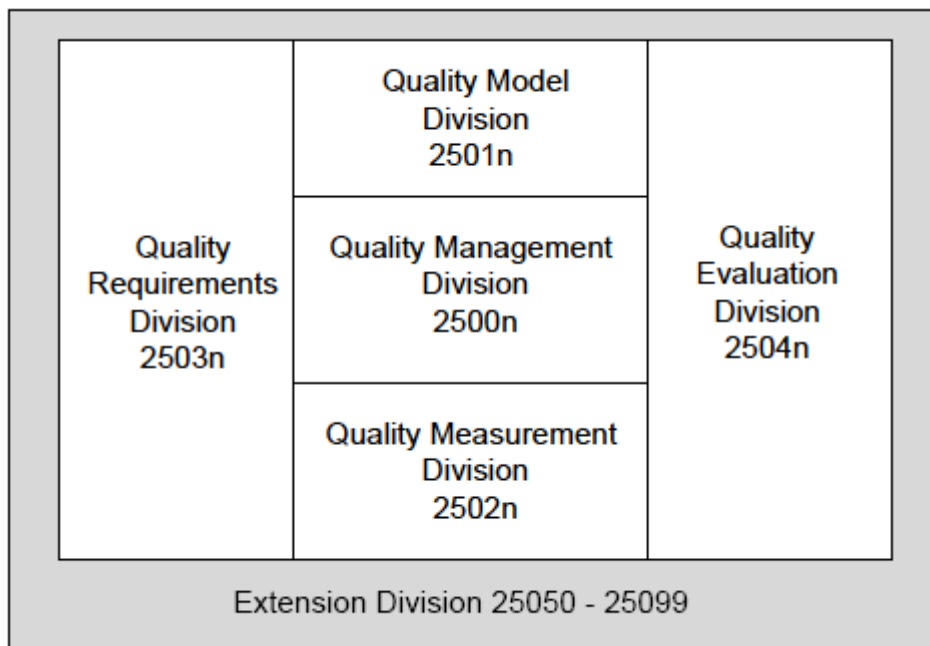 Quality Model
Division
2501n
Quality
Requirements
Division
2503n
Quality Management
Division
2500n
Quality
Evaluation
Division
2504n
Quality Measurement
Division
2502n
Extension Division 25050 - 25099